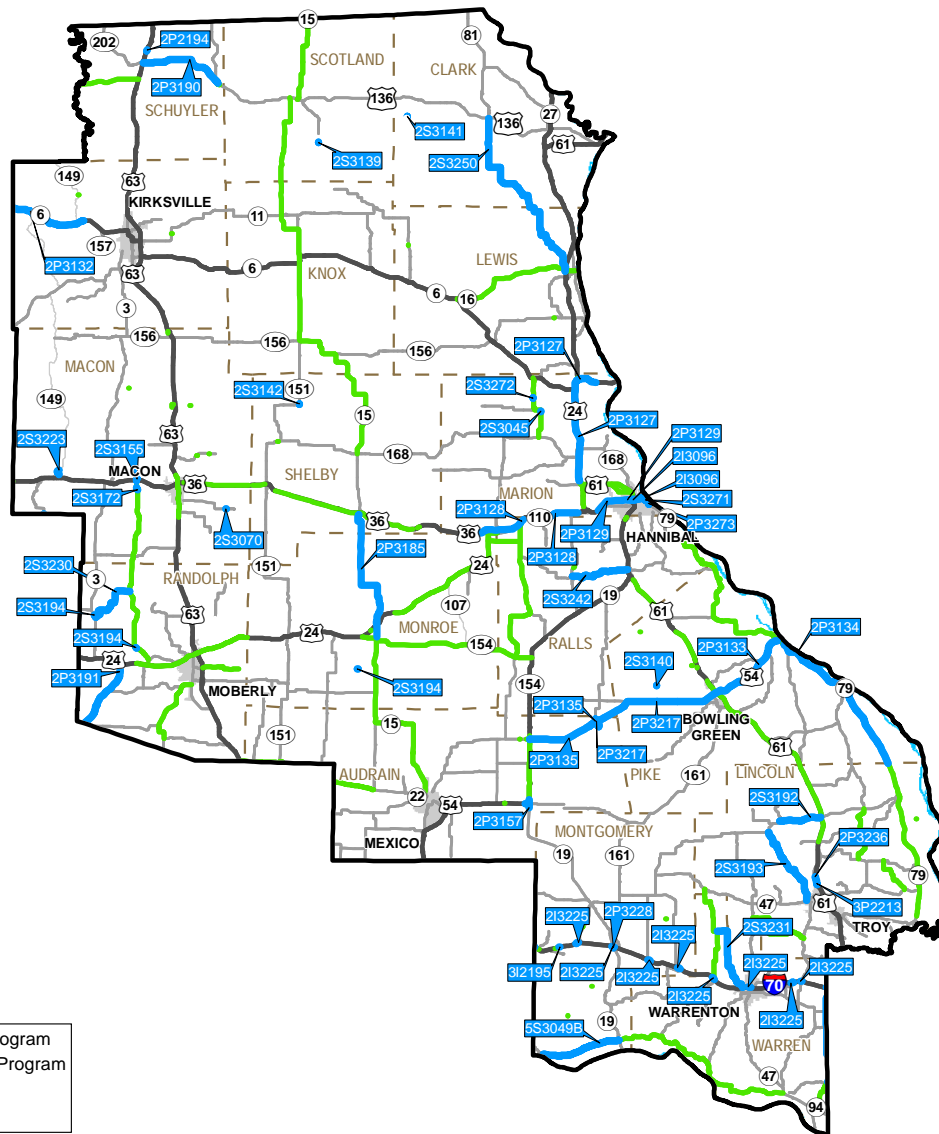 15
202
2P2194
81
SCOTLAND
CLARK
2P3190
136
27
SCHUYLER
2S3141
136
61
2S3139
2S3250
149
63
KIRKSVILLE
6
11
157
2P3132
63
6
KNOX
LEWIS
6
16
3
156
156
156
2P3127
MACON
2S3272
2S3142
151
24
149
15
2S3045
2P3127
63
2P3129
2S3223
2S3155
168
168
2I3096
MACON
SHELBY
2I3096
36
61
2S3172
MARION
2S3271
2P3128
110
79
2P3273
2S3070
36
36
2P3129
HANNIBAL
2P3128
2P3185
2S3230
RANDOLPH
151
24
3
2S3242
107
19
2S3194
63
61
24
MONROE
RALLS
2P3134
2S3194
154
2P3133
24
2S3140
54
2P3191
154
79
MOBERLY
2S3194
2P3135
2P3217
BOWLING
GREEN
15
2P3217
151
2P3135
61
AUDRAIN
PIKE
161
LINCOLN
22
54
2S3192
2P3157
MONTGOMERY
2P3236
MEXICO
19
161
2S3193
79
3P2213
47
61
2I3225
2P3228
2S3231
TROY
2I3225
2I3225
2I3225
3I2195
2I3225
2I3225
70
2I3225
WARRENTON
2I3225
19
5S3049B
WARREN
ogram
Program
47
94